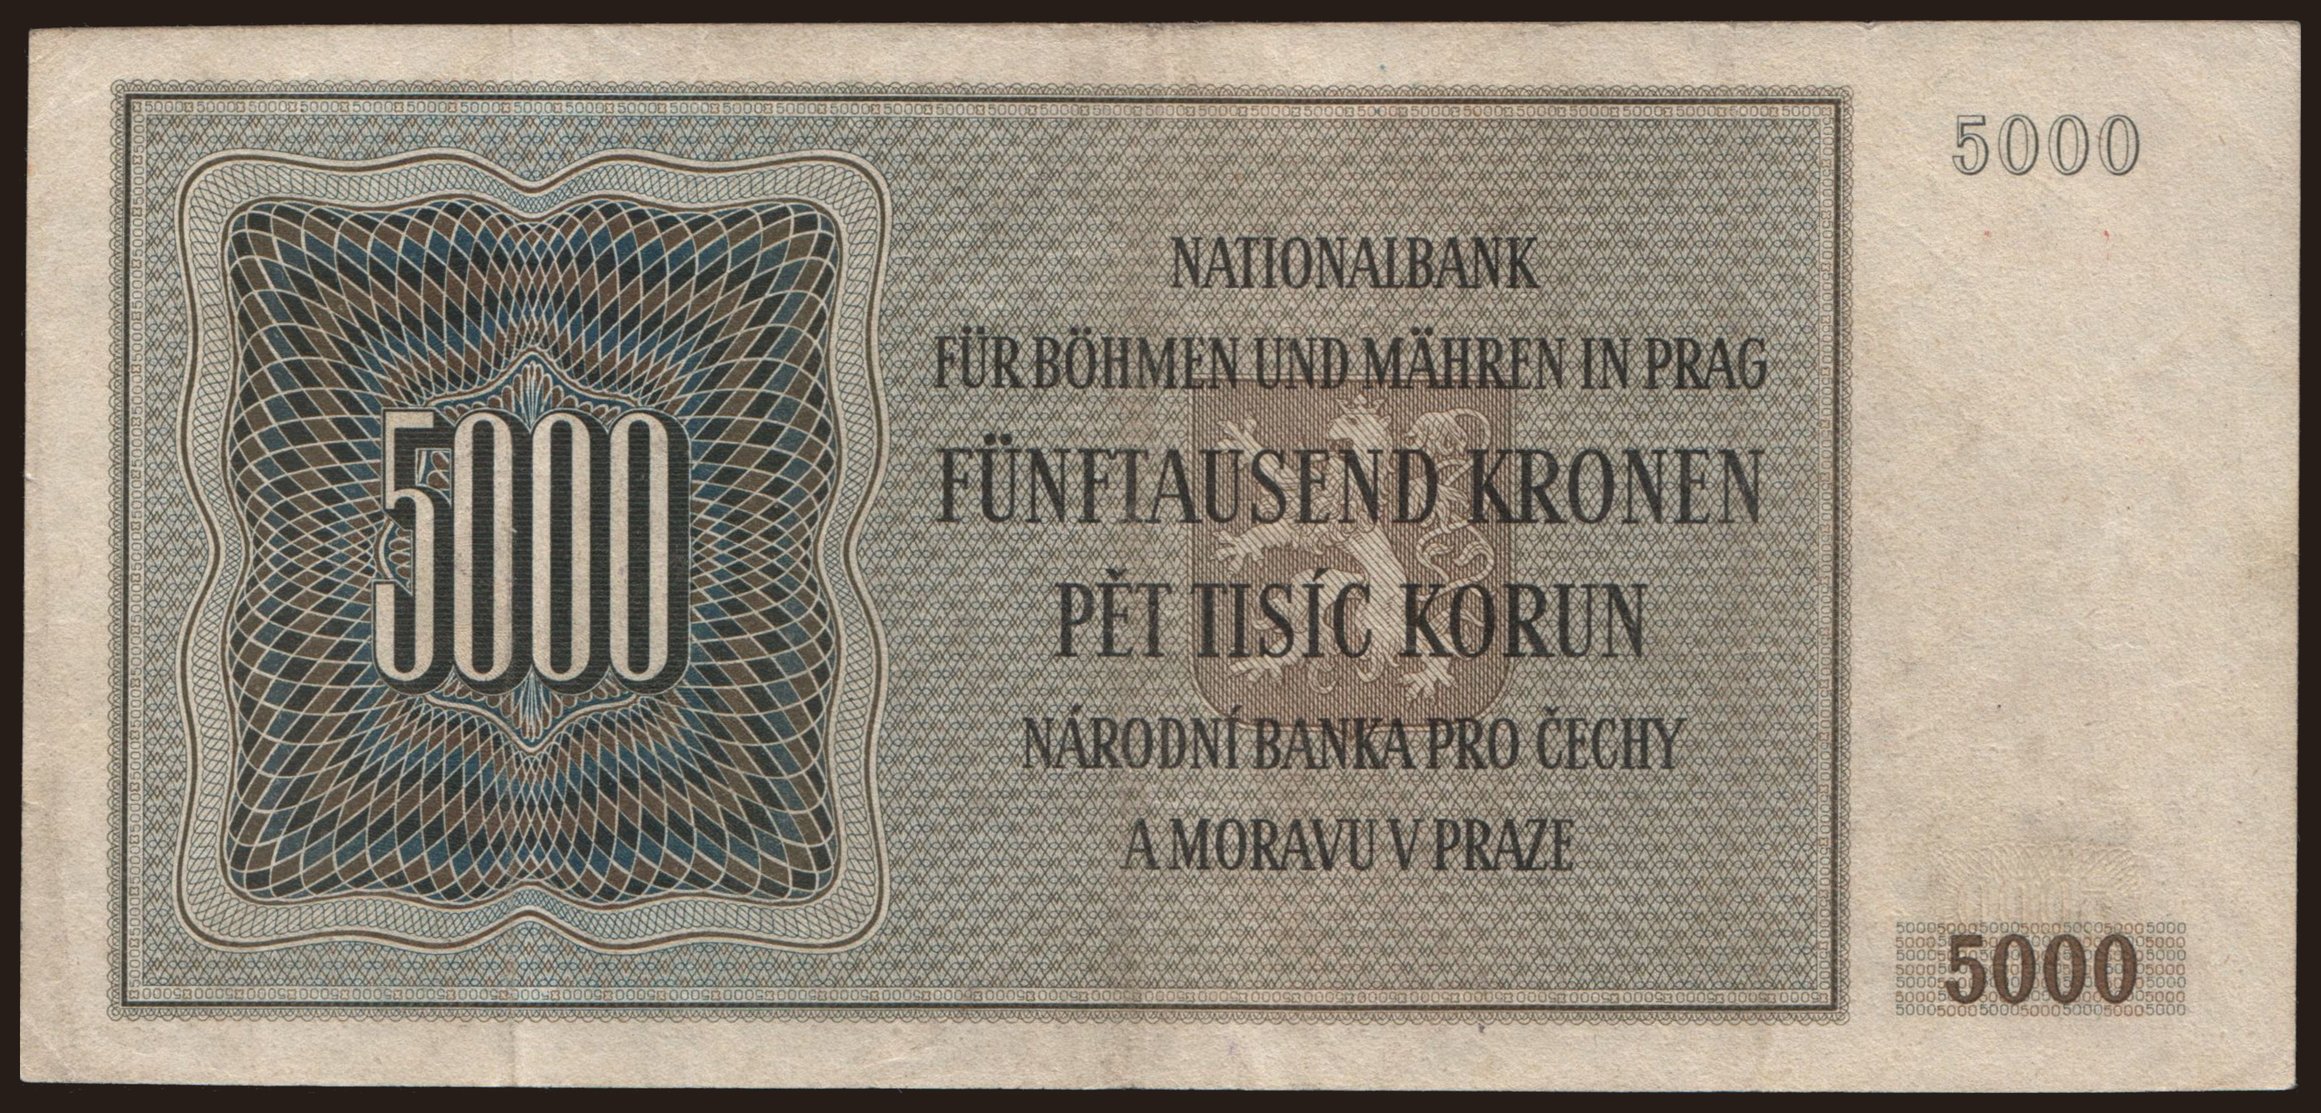 5000
NATIONALBANK
FÜR BÖHMEN UND MÄHREN IN PRAG
FÜNFTAUSEND KRONEN
PĚT TISÍC KORUN
NÁRODNÍ BANKA PRO ČECHY
A MORAVU V PRAZE
5000
5000